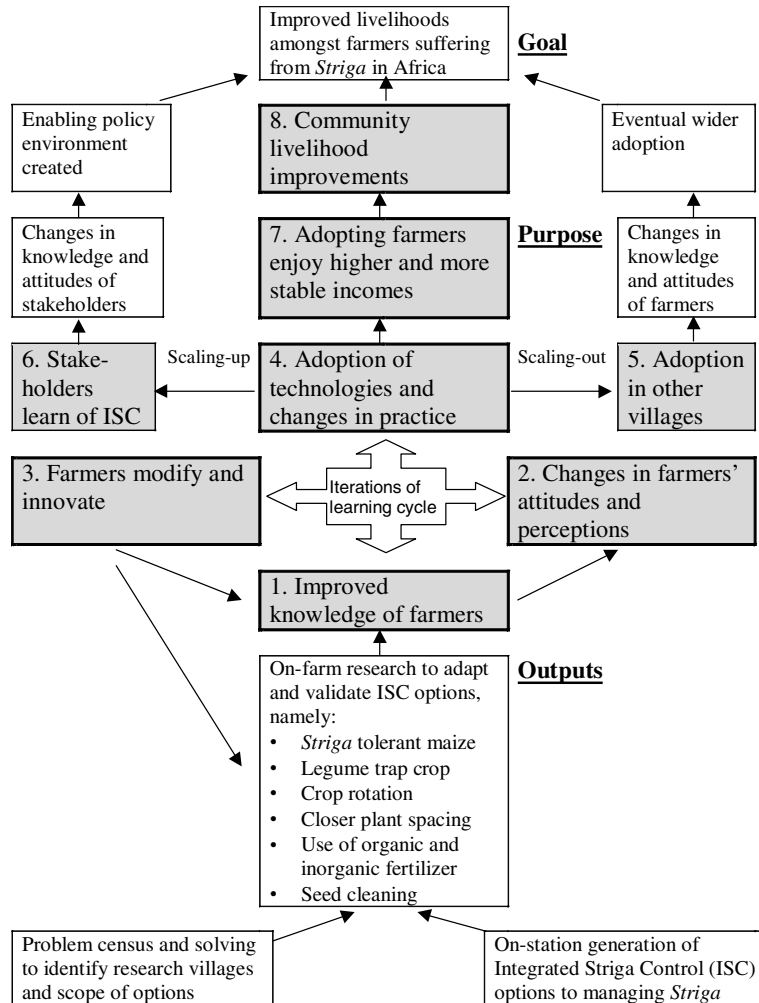 Improved livelihoods
amongst farmers suffering
from Striga in Africa
Goal
Enabling policy
environment
created
8. Community
livelihood
improvements
Eventual wider
adoption
Changes in
knowledge and
attitudes of
stakeholders
7. Adopting farmers
enjoy higher and more
stable incomes
Purpose
Changes in
knowledge
and attitudes
of farmers
6. Stake-
holders
learn of ISC
Scaling-up
4. Adoption of
technologies and
changes in practice
Scaling-out
5. Adoption
in other
villages
3. Farmers modify and
innovate
Iterations of
learning cycle
2. Changes in farmers’
attitudes and
perceptions
1. Improved
knowledge of farmers
On-farm research to adapt
and validate ISC options,
namely:
• Striga tolerant maize
• Legume trap crop
• Crop rotation
• Closer plant spacing
• Use of organic and
inorganic fertilizer
• Seed cleaning
Outputs
Problem census and solving
to identify research villages
and scope of options
On-station generation of
Integrated Striga Control (ISC)
options to managing Striga